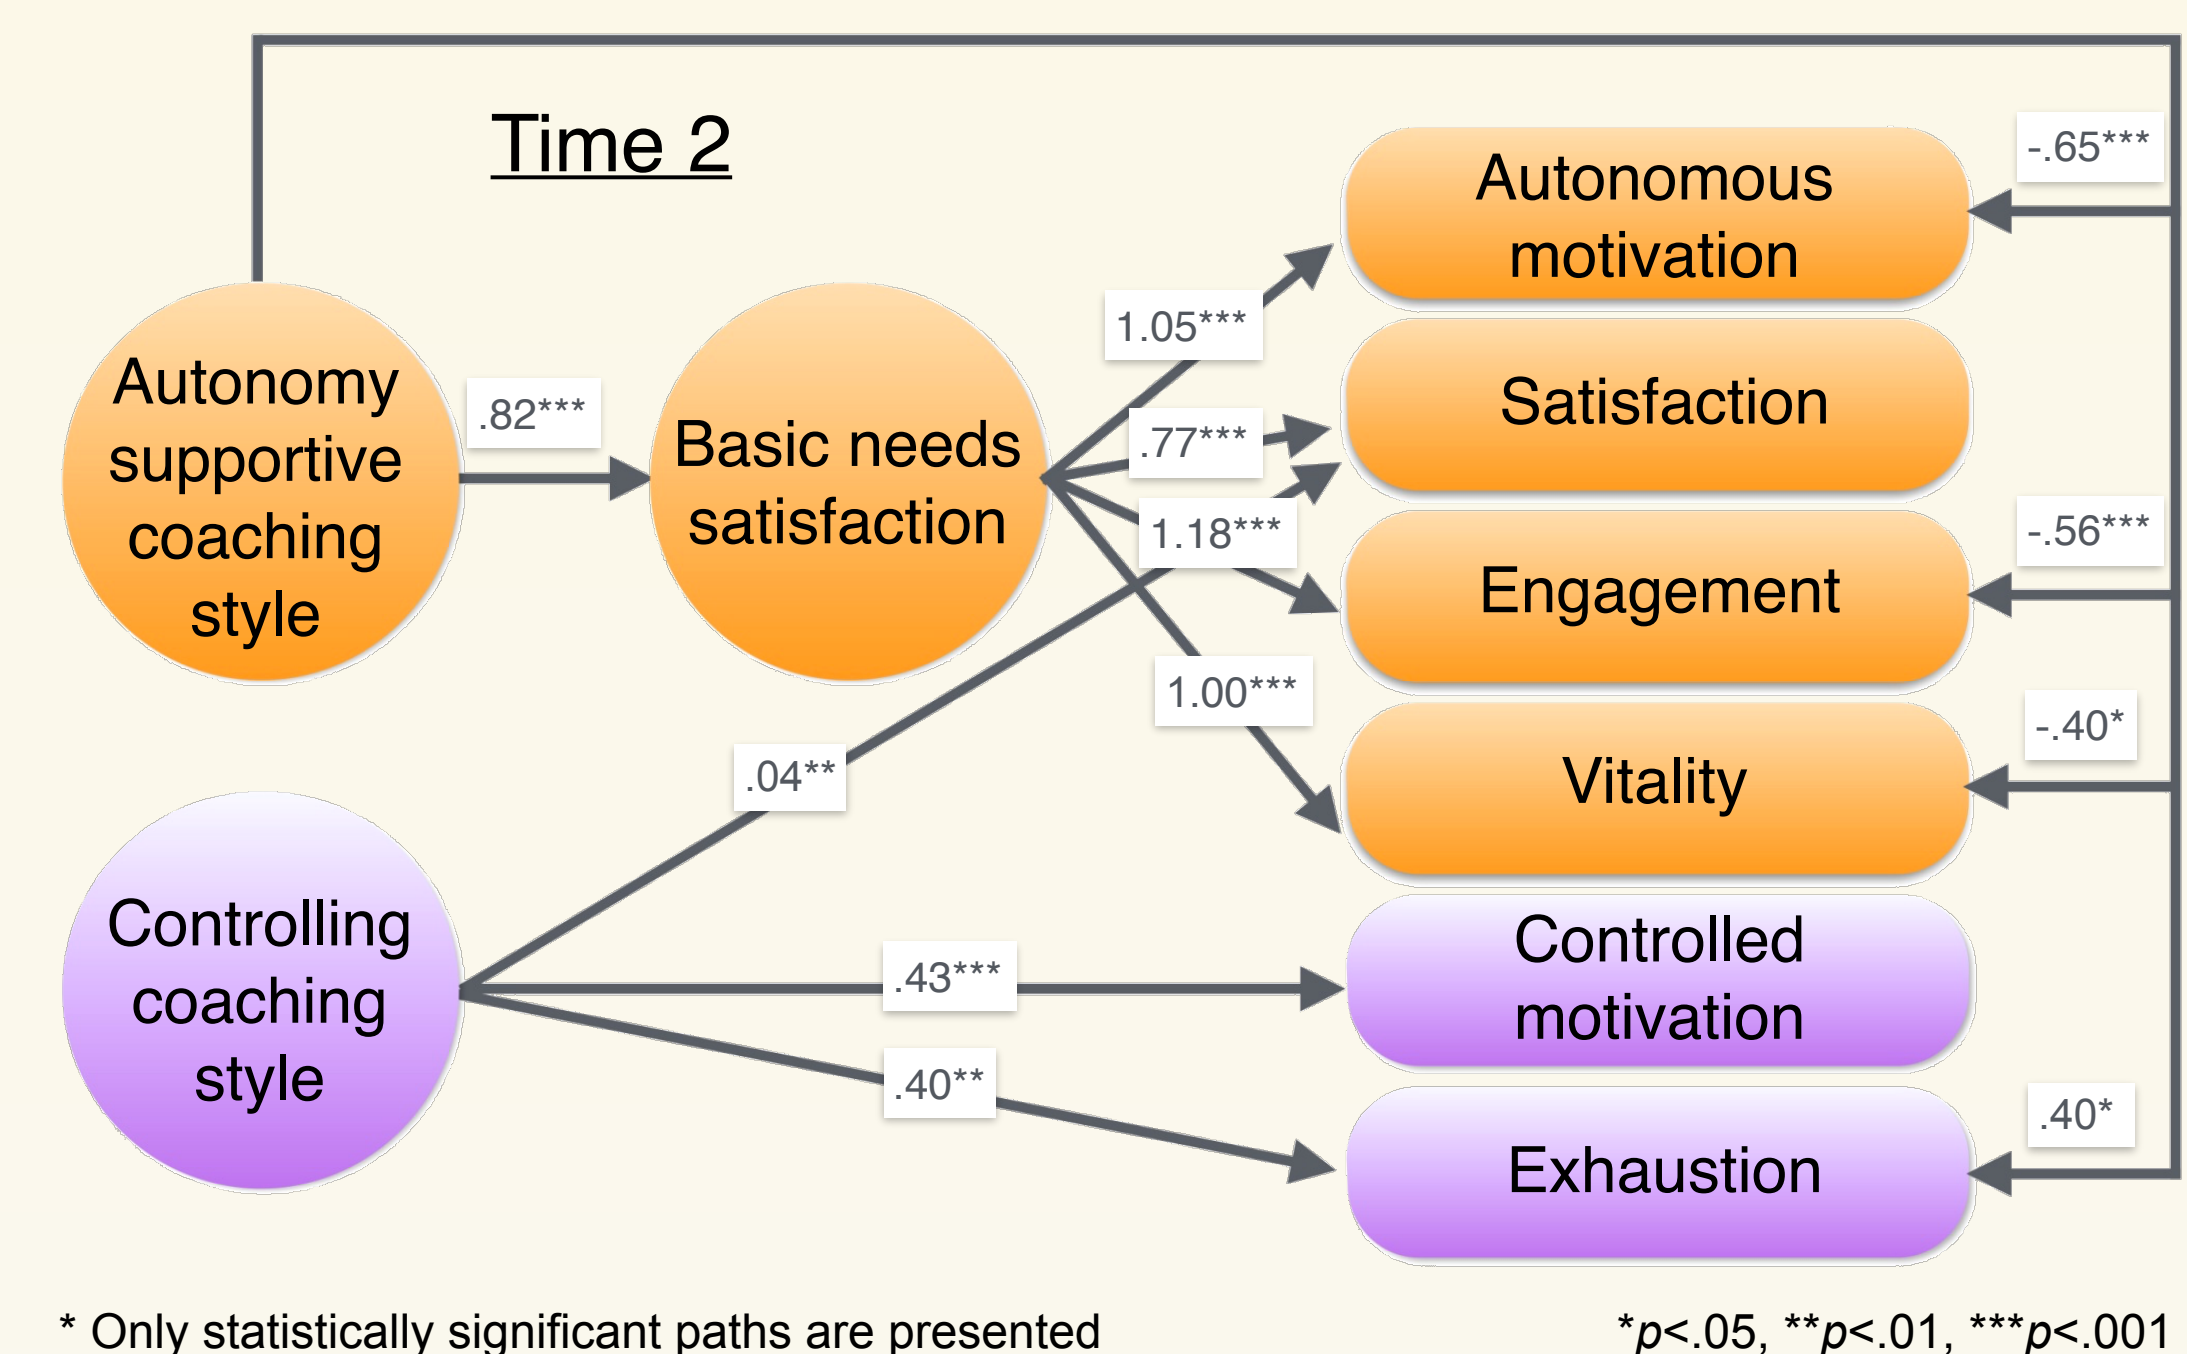 Time 2
Autonomy
supportive
coaching
style
.82***
Basic needs
satisfaction
1.05***
.77***
1.18***
1.00***
Autonomous
motivation
Satisfaction
Engagement
Vitality
-.65***
-.56***
-.40*
Controlling
coaching
style
.04**
.43***
.40**
Controlled
motivation
Exhaustion
.40*
* Only statistically significant paths are presented
*p<.05, **p<.01, ***p<.001